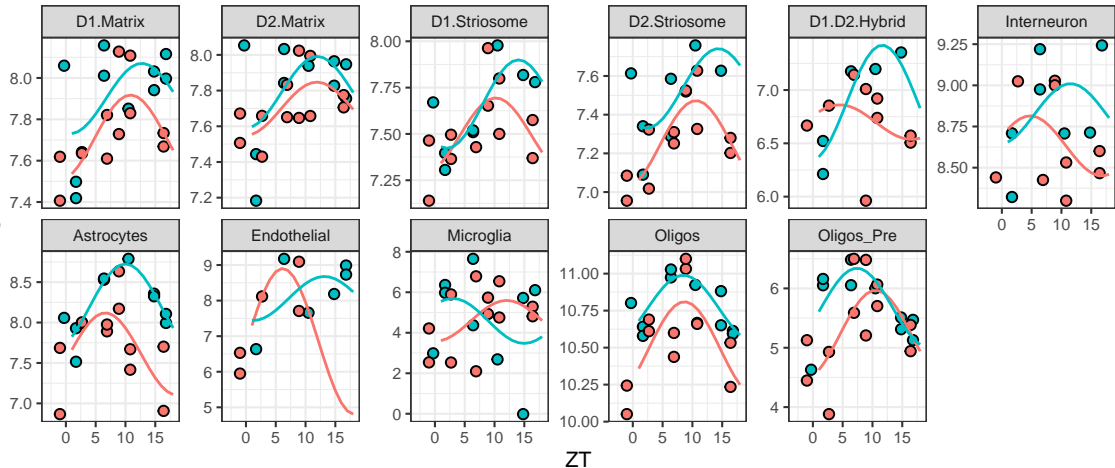 D1.Matrix D2.Matrix D1.Striosome D2.Striosome D1.D2.Hybrid Interneuron
8.0 7.8 7.6 7.4
8.0 7.8 7.6 7.4 7.2
8.00 7.75 7.50 7.25
7.6 7.4 7.2 7.0
7.0 6.5 6.0
9.25 9.00 8.75 8.50
0 5 10 15
Astrocytes Endothelial Microglia Oligos Oligos_Pre
8.5 8.0 7.5 7.0
9 8 7 6 5
8 6 4 2 0
11.00 10.75 10.50 10.25 10.00
6 5 4
0 5 10 15 0 5 10 15 0 5 10 15 0 5 10 15 0 5 10 15
ZT